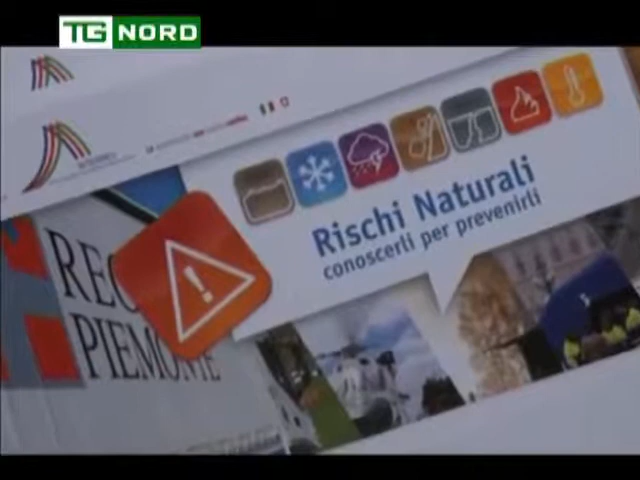 TG NORD
Rischi Naturali
conoscerli per prevenirli
REG
PIEMONTE